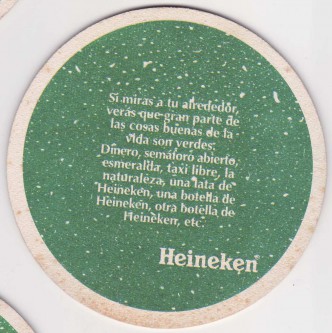 Si miras a tu alrededor,
verás que gran parte de
las cosas buenas de la
vida son verdes:
Dinero, semáforo abierto,
esmeralda, taxi libre, la
naturaleza, una lata de
Heineken, una botella de
Heineken, otra botella de
Heineken, etc.
Heineken